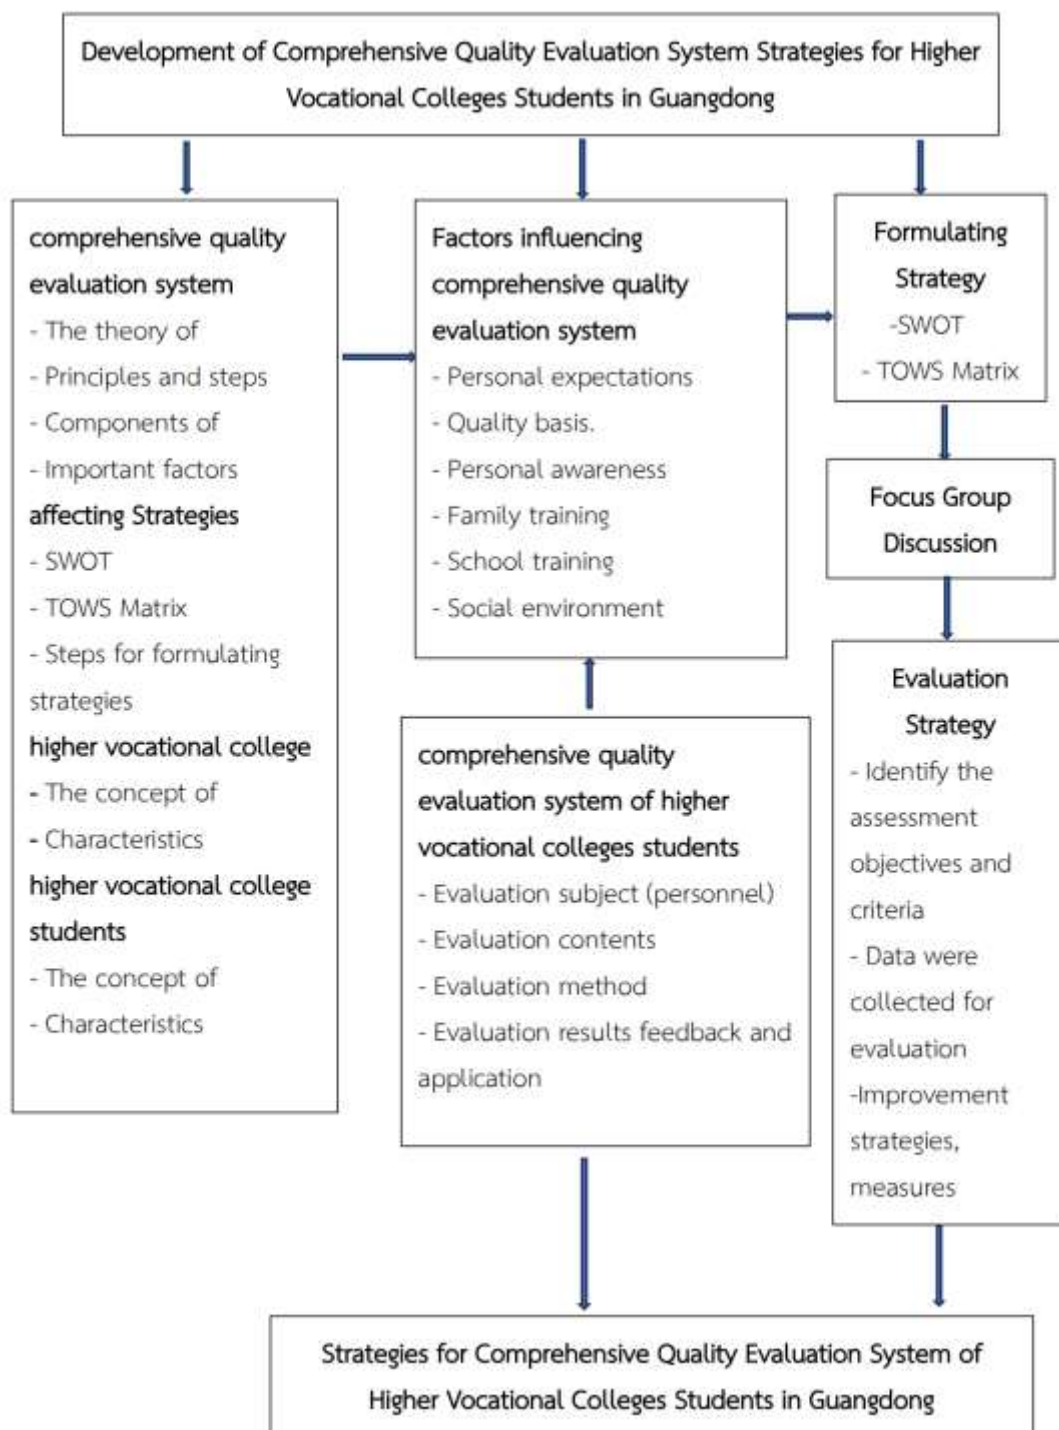 Development of Comprehensive Quality Evaluation System Strategies for Higher
Vocational Colleges Students in Guangdong
comprehensive quality
evaluation system
- The theory of
- Principles and steps
- Components of
- Important factors
affecting Strategies
- SWOT
- TOWS Matrix
- Steps for formulating
strategies
higher vocational college
- The concept of
- Characteristics
higher vocational college
students
- The concept of
- Characteristics
Factors influencing
comprehensive quality
evaluation system
- Personal expectations
- Quality basis.
- Personal awareness
- Family training
- School training
- Social environment
comprehensive quality
evaluation system of higher
vocational colleges students
- Evaluation subject (personnel)
- Evaluation contents
- Evaluation method
- Evaluation results feedback and
application
Formulating
Strategy
-SWOT
- TOWS Matrix
Focus Group
Discussion
Evaluation
Strategy
- Identify the
assessment
objectives and
criteria
- Data were
collected for
evaluation
-Improvement
strategies,
measures
Strategies for Comprehensive Quality Evaluation System of
Higher Vocational Colleges Students in Guangdong